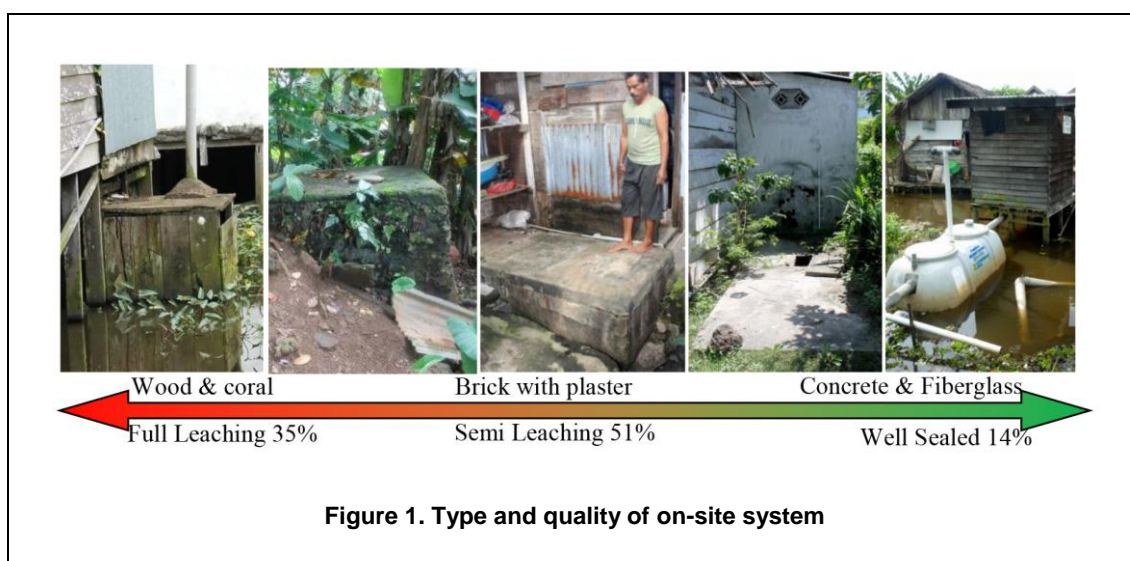 Wood & coral
Brick with plaster
Concrete & Fiberglass
Full Leaching 35%
Semi Leaching 51%
Well Sealed 14%
Figure 1. Type and quality of on-site system